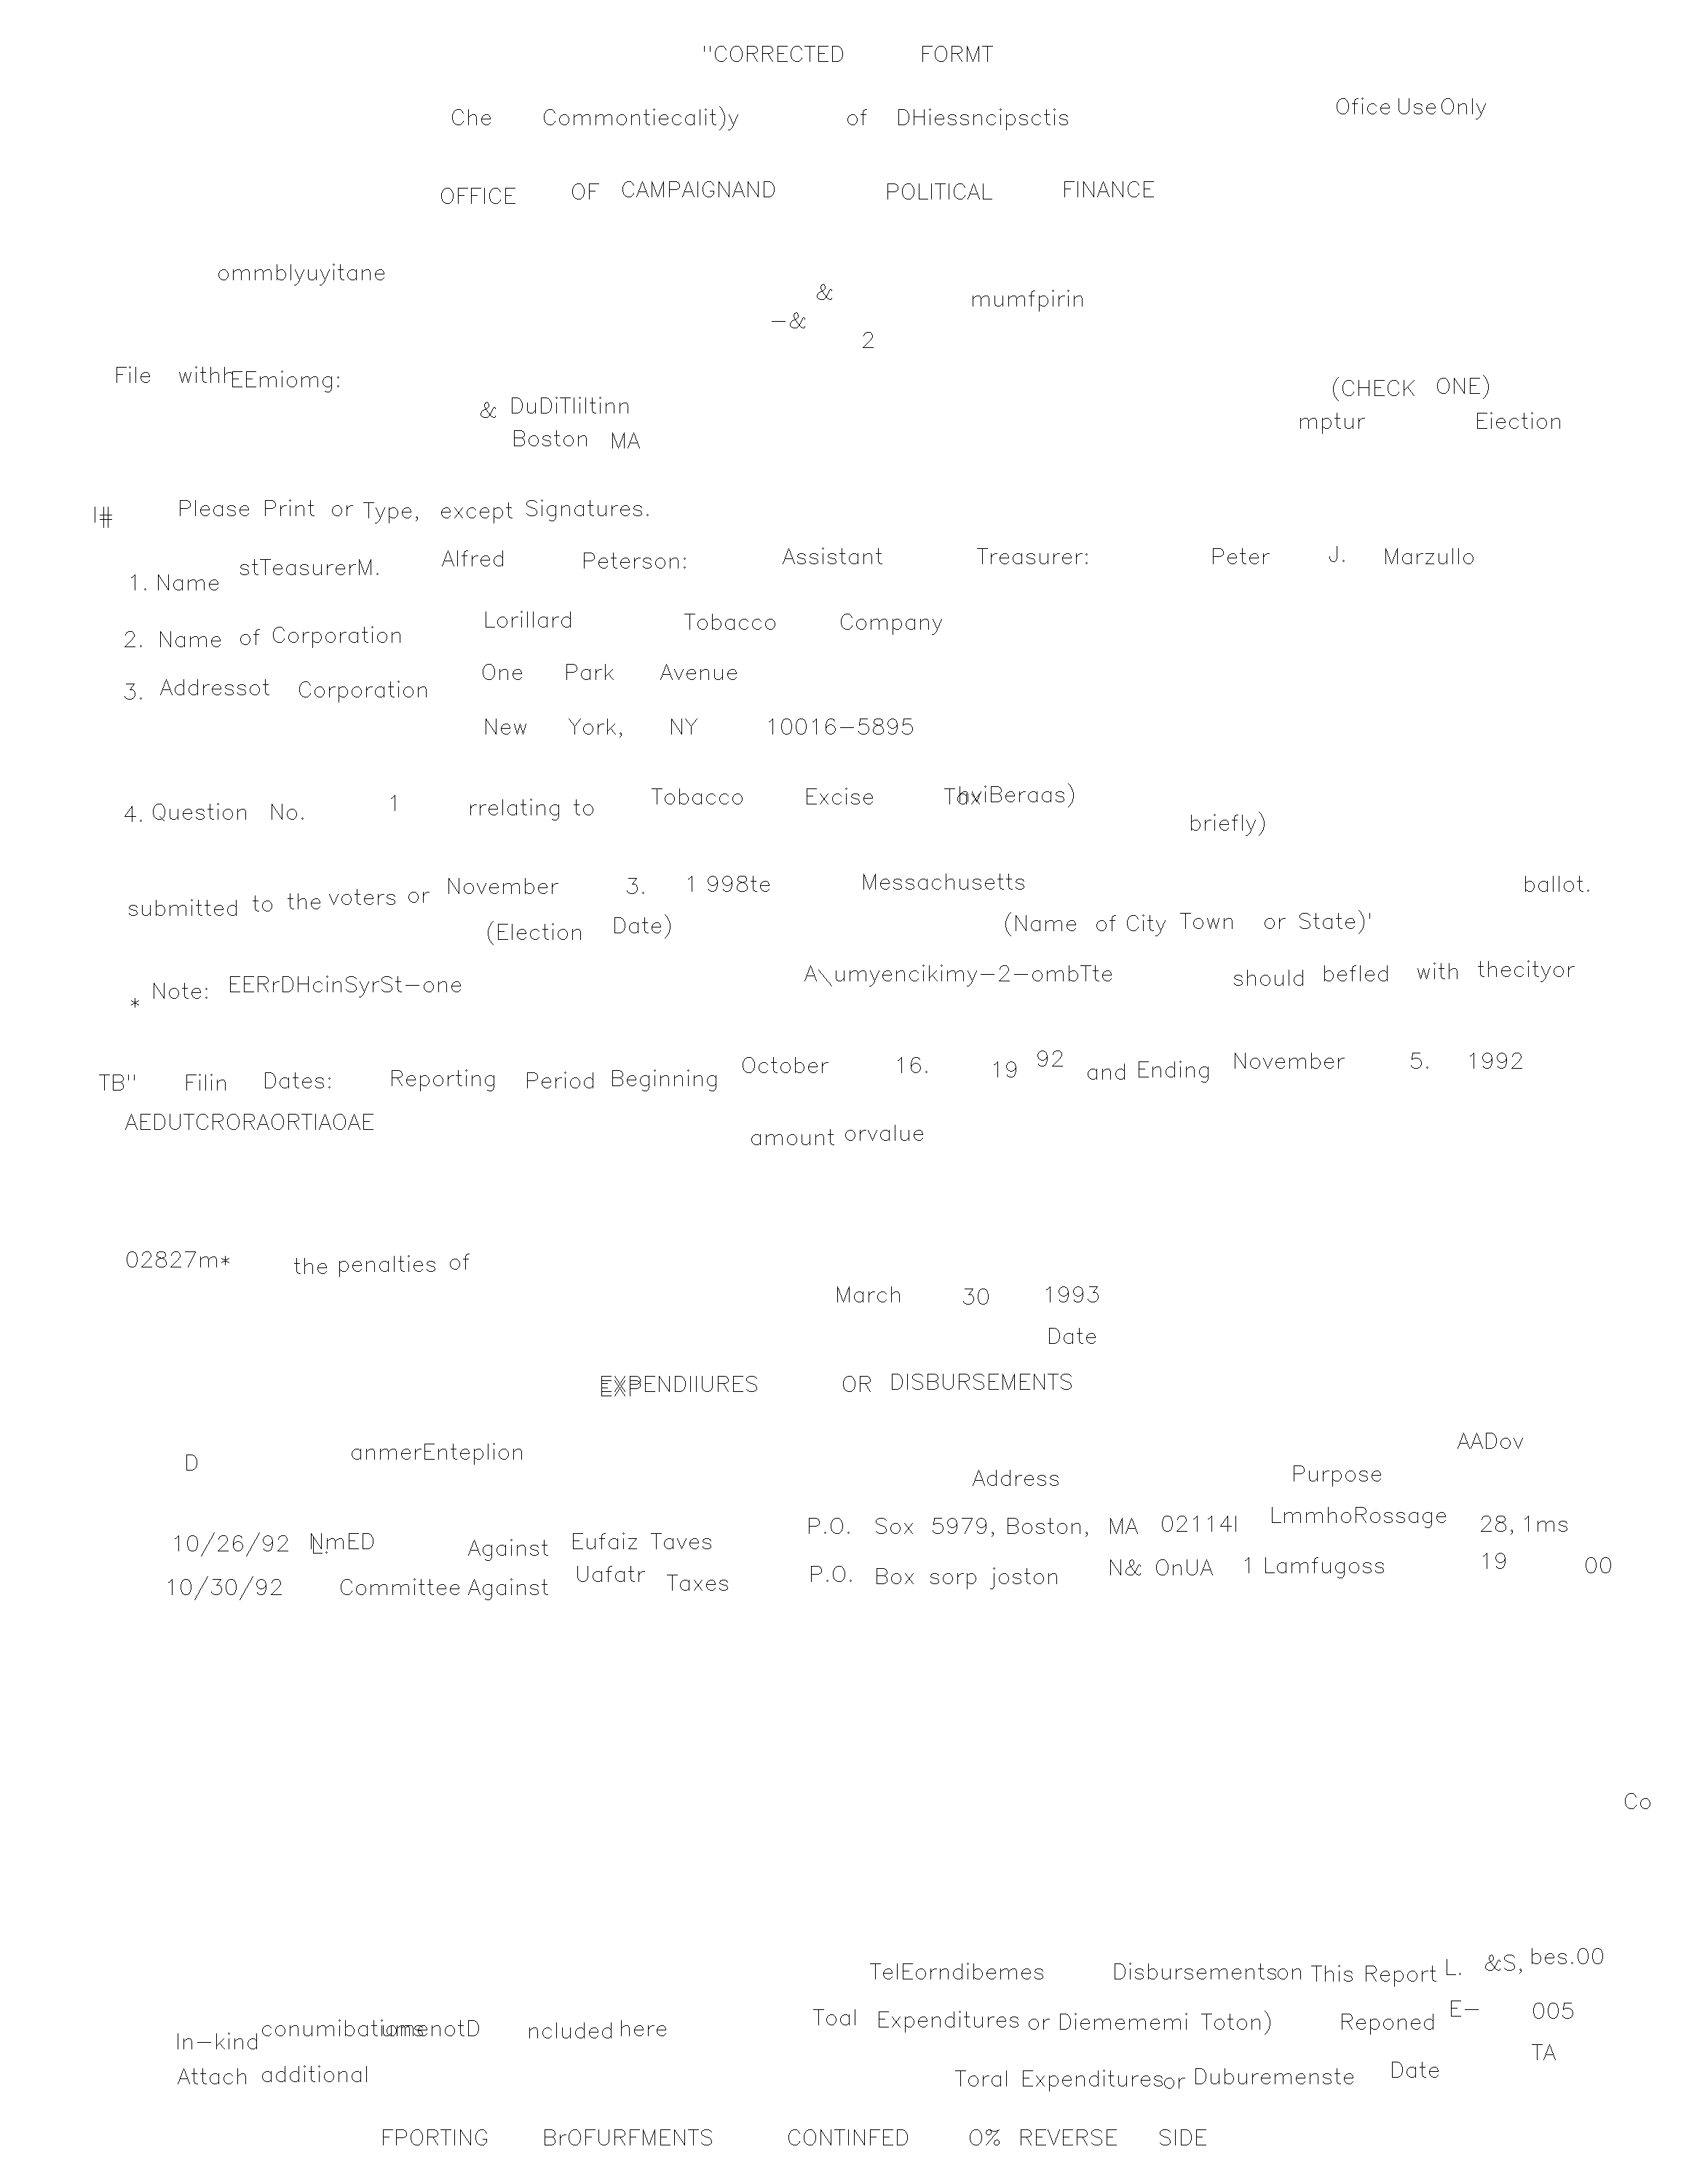 "CORRECTED FORMT
Che Commontiecalit)y of DHiessncipsctis Ofice Use Only
OFFICE OF CAMPAIGNAND POLITICAL FINANCE
ommblyuyitane
& mumfpirin
-&
2
File withh EEmiomg:
(CHECK ONE)
& DuDiTliltinn
mptur Eiection
Boston MA
I# Please Print or Type, except Signatures.
1. Name stTeasurerM. Alfred Peterson: Assistant Treasurer: Peter J. Marzullo
2. Name of Corporation Lorillard Tobacco Company
3. Addressot Corporation One Park Avenue
New York, NY 10016-5895
4. Question No. 1 rrelating to Tobacco Excise Tax hviBeraas)
briefly)
submitted to the voters or November 3. 1 998te Messachusetts ballot.
(Election Date) (Name of City Town or State)'
* Note: EERrDHcinSyrSt-one A\umyencikimy-2-ombTte should befled with thecityor
TB" Filin Dates: Reporting Period Beginning October 16. 19 92 and Ending November 5. 1992
AEDUTCRORAORTIAOAE amount orvalue
02827m* the penalties of
March 30 1993
Date
EXPENDIIURES OR DISBURSEMENTS
D anmerEnteplion Address Purpose AADov
10/26/92 NmED Against Eufaiz Taves P.O. Sox 5979, Boston, MA 02114l LmmhoRossage 28, 1ms
10/30/92 Committee Against Uafatr Taxes P.O. Box sorp joston N& OnUA 1 Lamfugoss 19 00
Co
TelEorndibemes Disbursementson This Report L. &S, bes.00
Toal Expenditures or Diemememi Toton) Reponed E- 005
In-kind conumibations umenotD ncluded here
TA
Attach additional Toral Expendituresor Duburemenste Date
FPORTING BrOFURFMENTS CONTINFED O% REVERSE SIDE